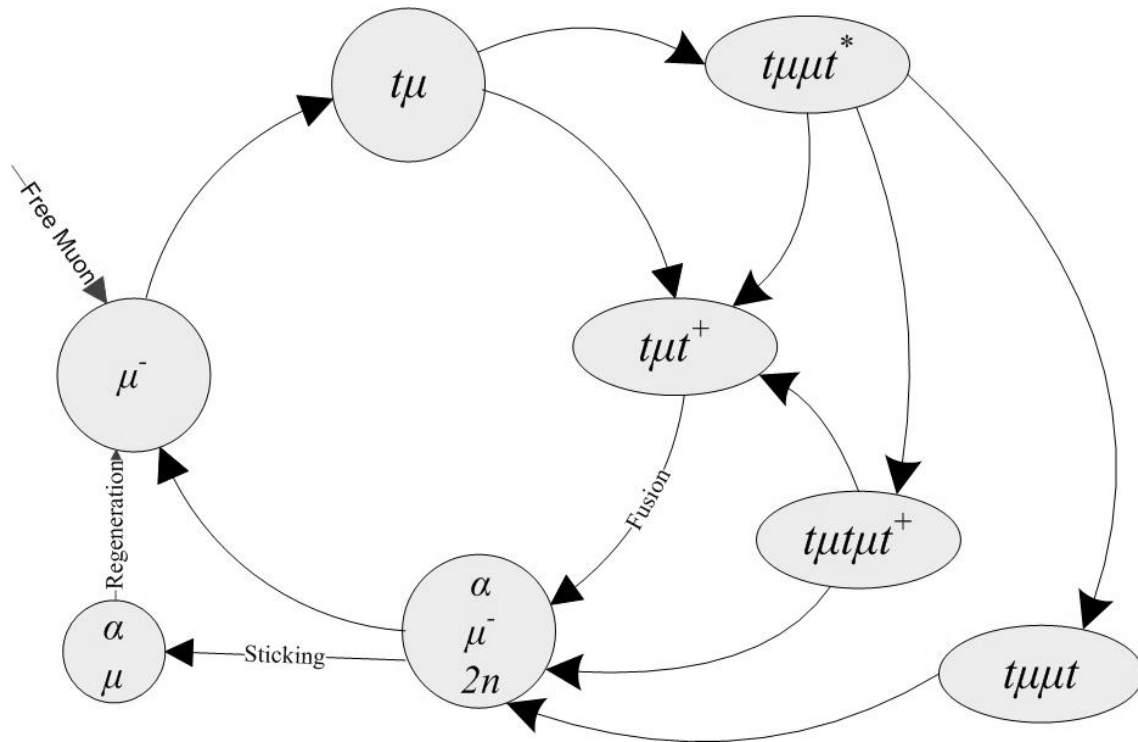 tμ
tμμt*
Free Muon
μ⁻
tμt⁺
Fusion
tμtμt⁺
Regeneration
α
μ
Sticking
α
μ⁻
2n
tμμt